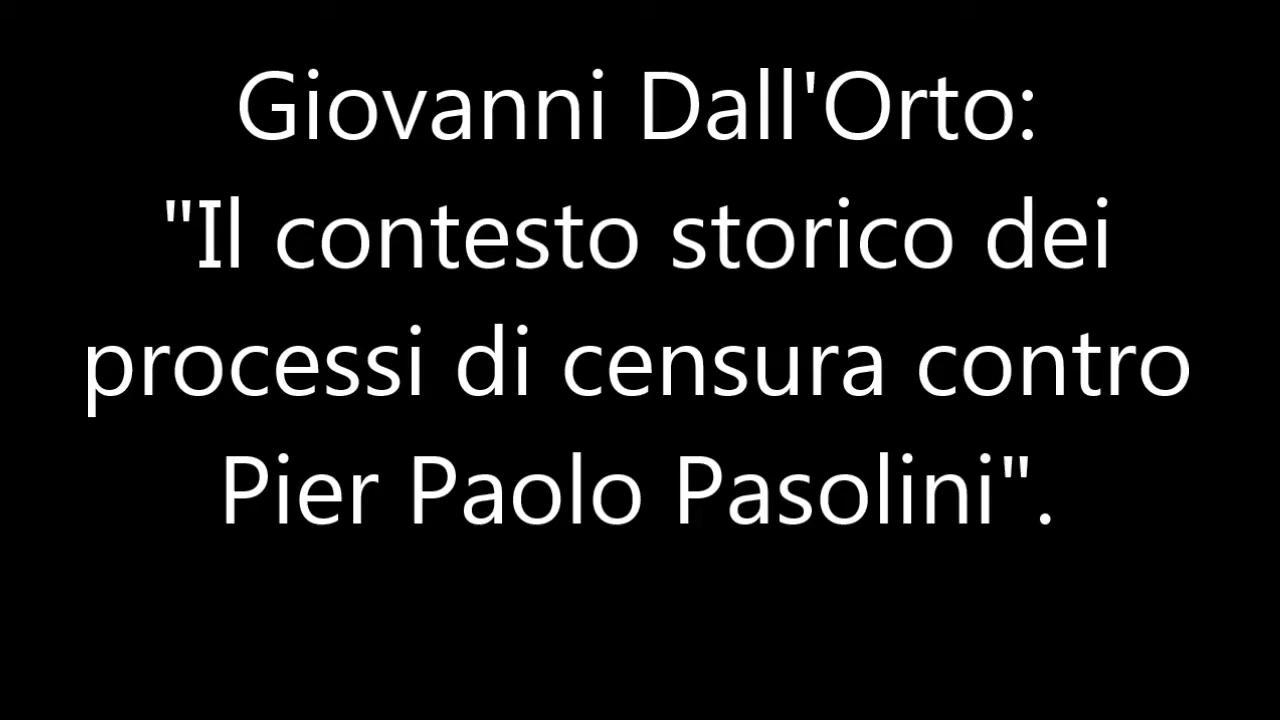 Giovanni Dall'Orto:
"Il contesto storico dei
processi di censura contro
Pier Paolo Pasolini".